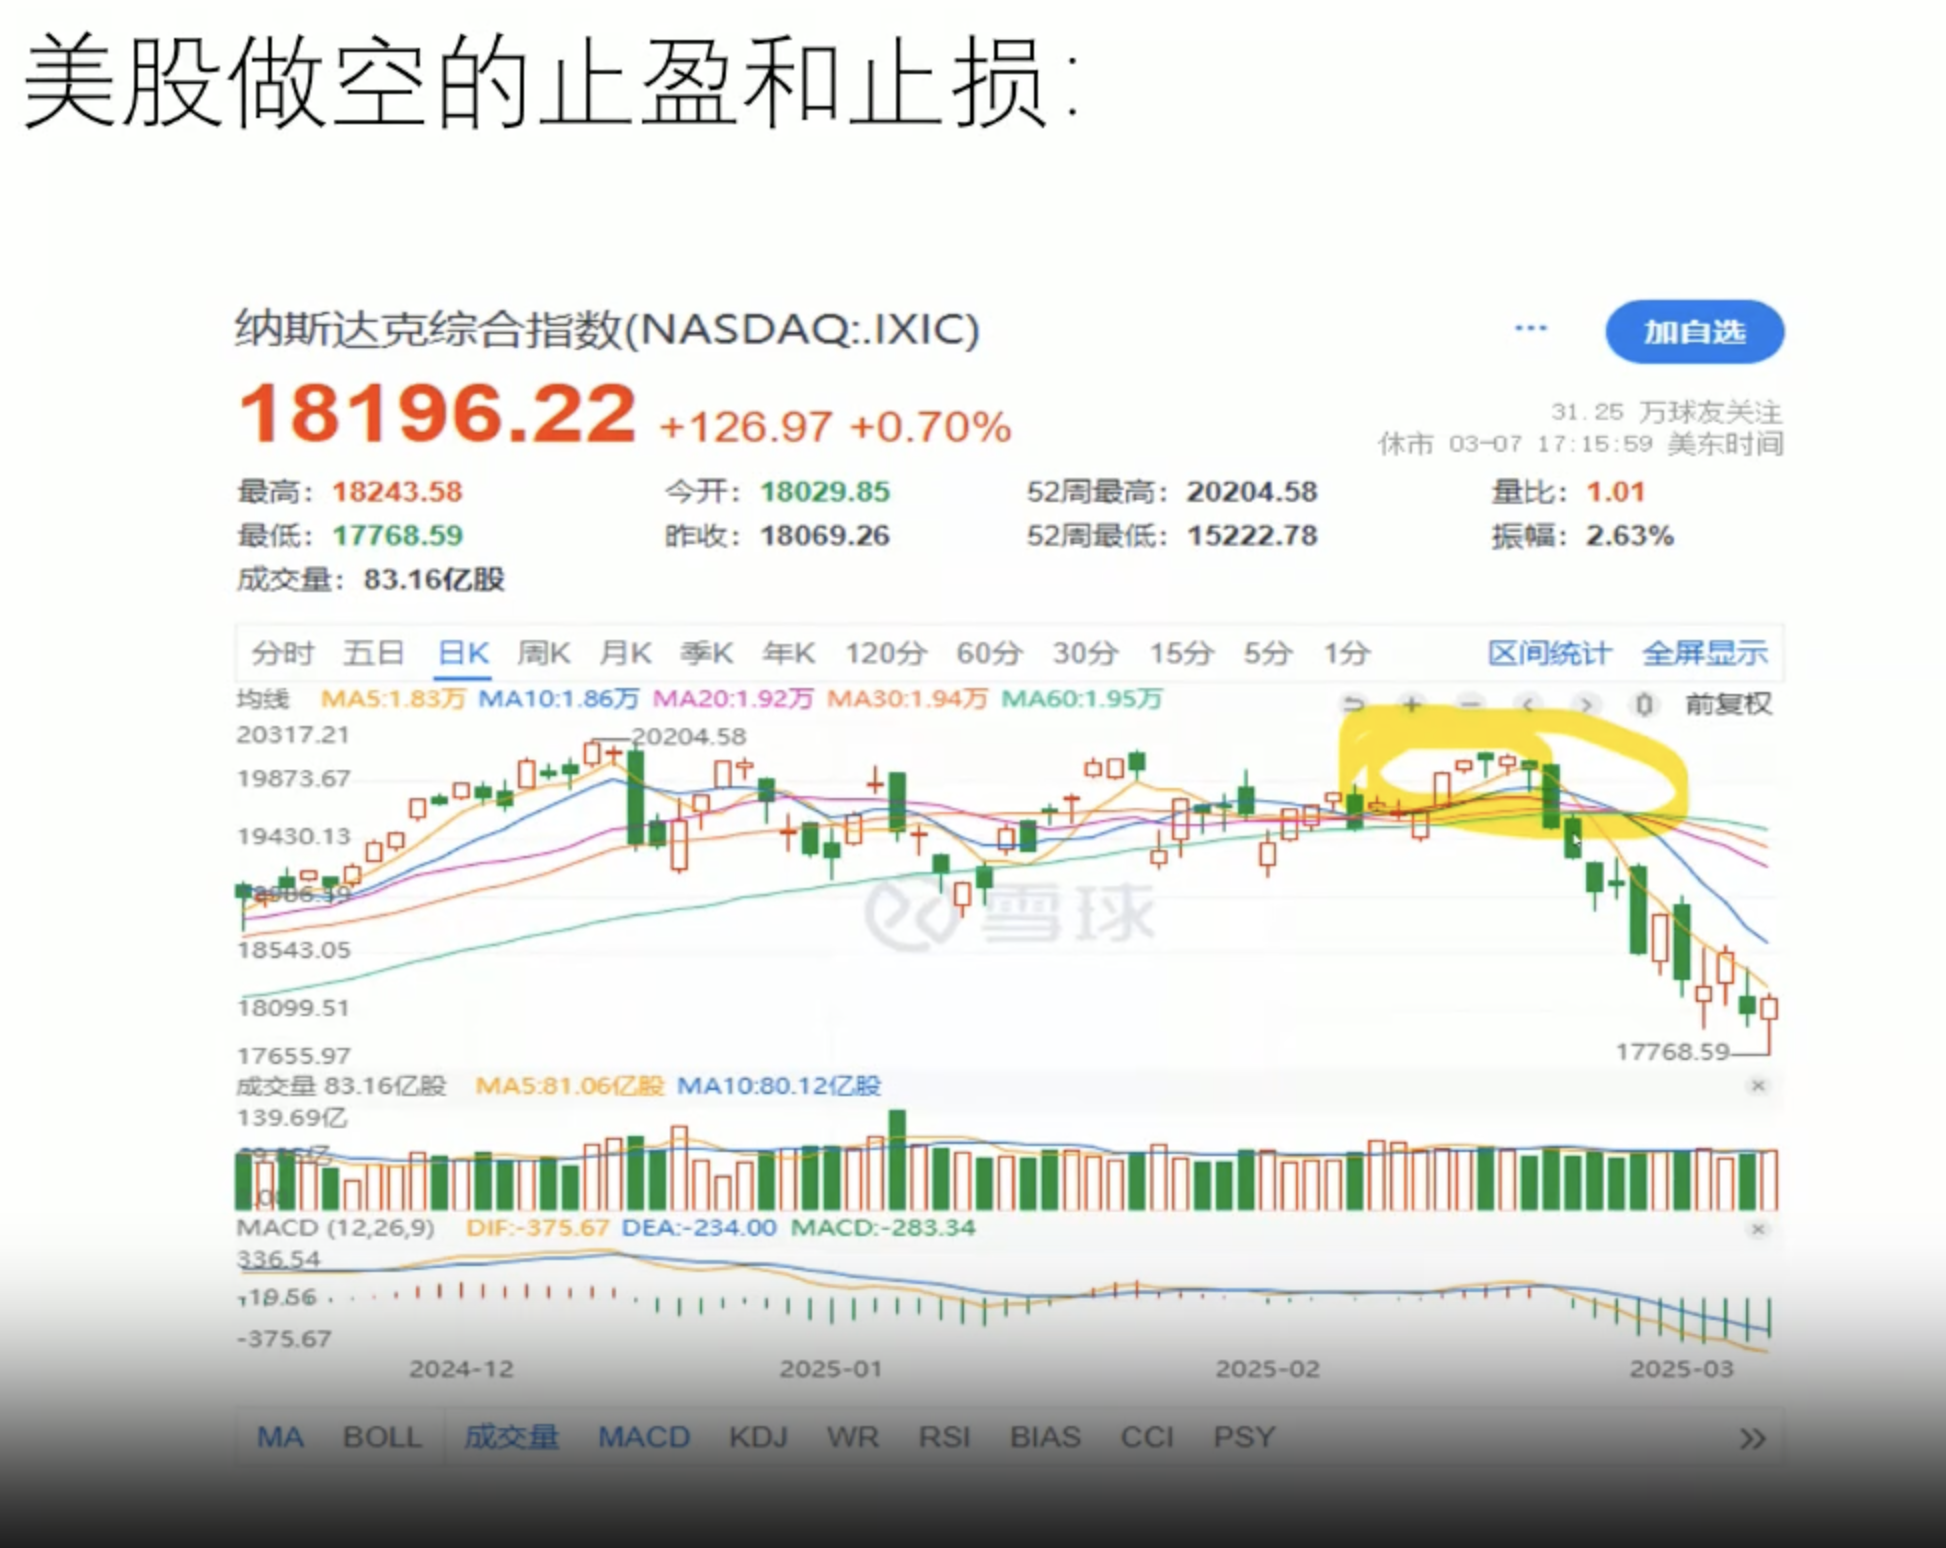 美股做空的止盈和止损:
纳斯达克综合指数(NASDAQ:.IXIC)
··· 加自选
18196.22 +126.97 +0.70%
31.25 万球友关注
休市 03-07 17:15:59 美东时间
最高: 18243.58 今开: 18029.85 52周最高: 20204.58 量比: 1.01
最低: 17768.59 昨收: 18069.26 52周最低: 15222.78 振幅: 2.63%
成交量: 83.16亿股
分时 五日 日K 周K 月K 季K 年K 120分 60分 30分 15分 5分 1分 区间统计 全屏显示
均线 MA5:1.83万 MA10:1.86万 MA20:1.92万 MA30:1.94万 MA60:1.95万 前复权
20317.21
20204.58
19873.67
19430.13
雪球
18543.05
18099.51
17655.97
17768.59
成交量 83.16亿股 MA5:81.06亿股 MA10:80.12亿股
139.69亿
MACD (12,26,9) DIF:-375.67 DEA:-234.00 MACD:-283.34
336.54
-19.56
-375.67
2024-12 2025-01 2025-02 2025-03
MA BOLL 成交量 MACD KDJ WR RSI BIAS CCI PSY »